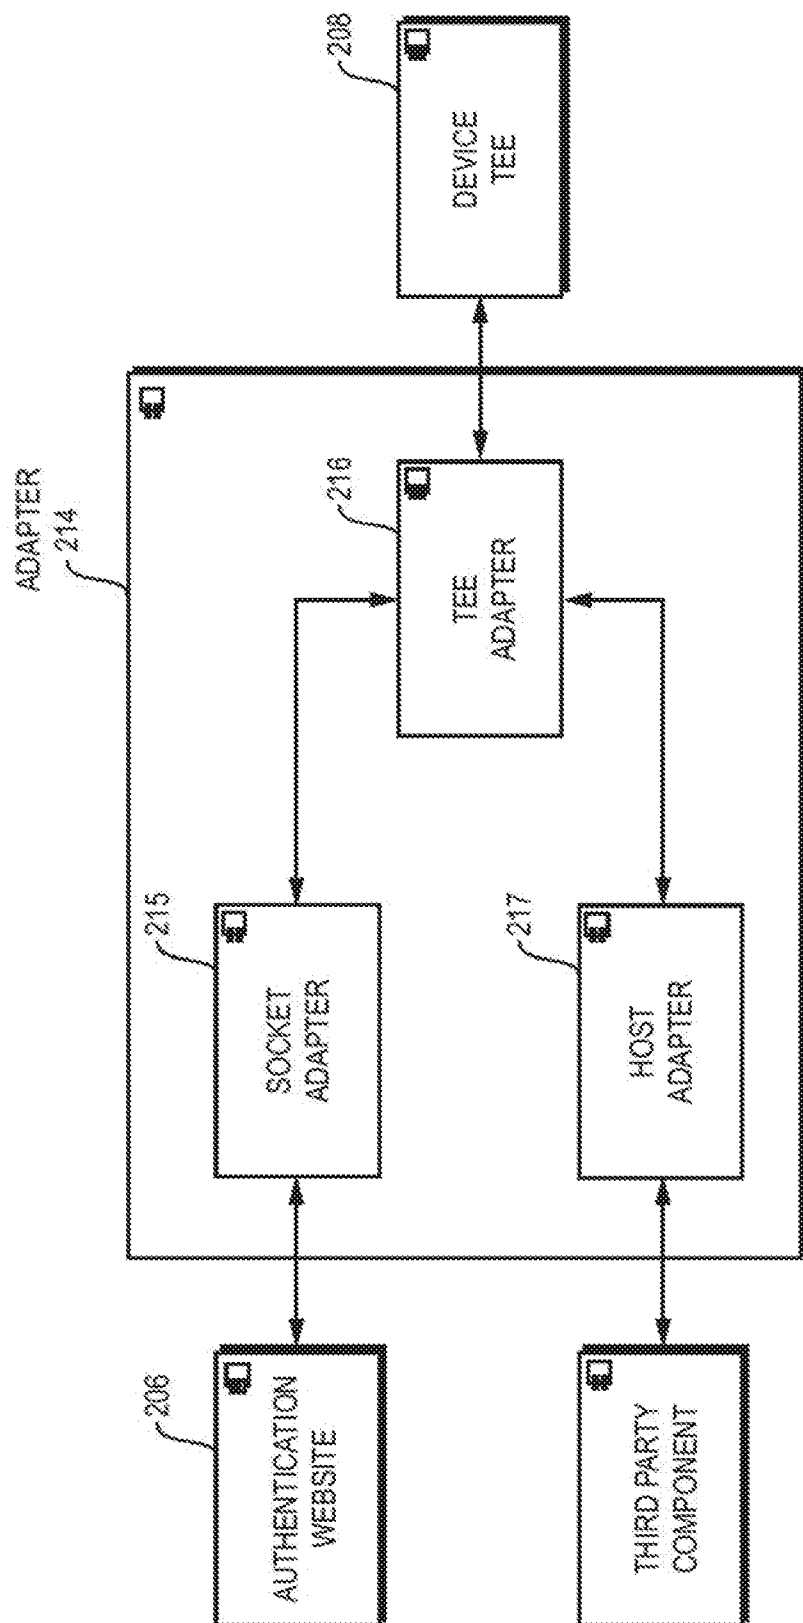 ADAPTER
214
206
AUTHENTICATION
WEBSITE
THIRD PARTY
COMPONENT
215
SOCKET
ADAPTER
217
HOST
ADAPTER
216
TEE
ADAPTER
208
DEVICE
TEE